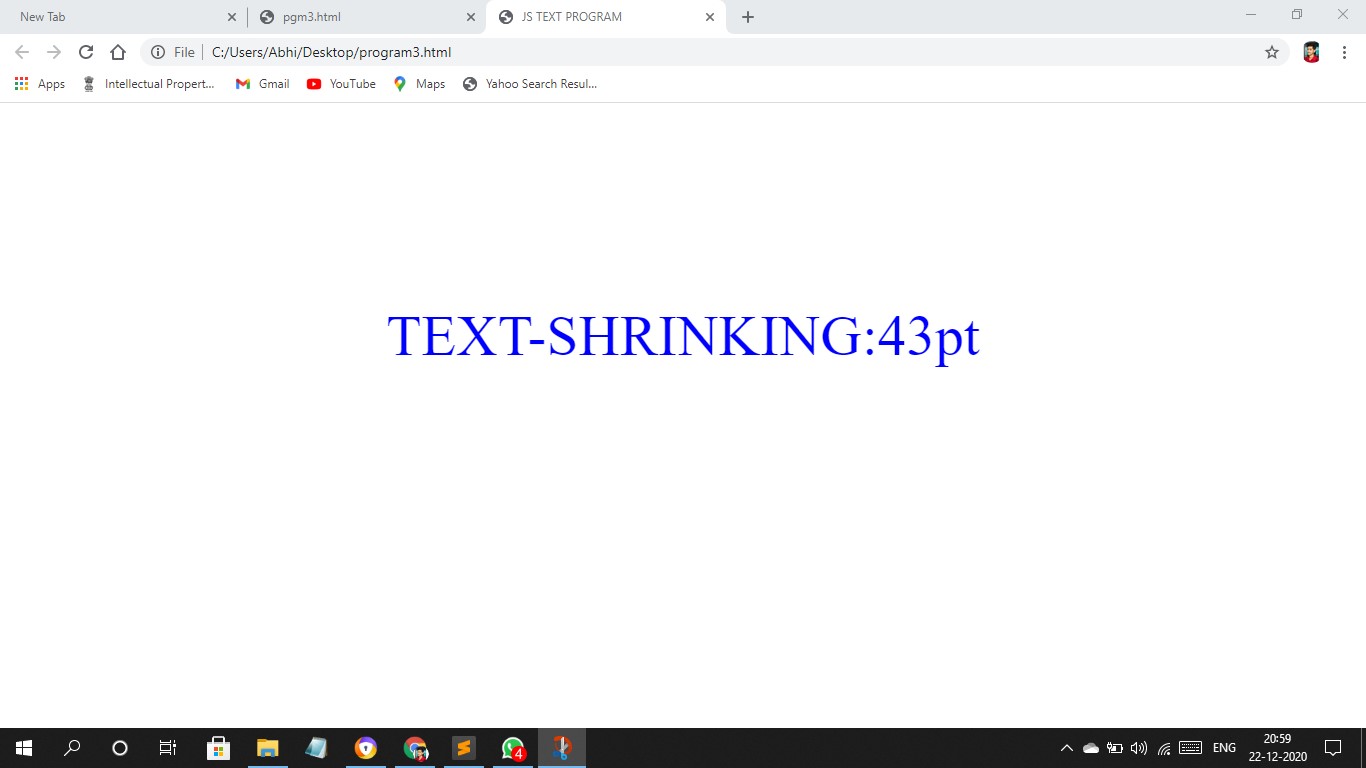 New Tab
pgm3.html
JS TEXT PROGRAM
File
C:/Users/Abhi/Desktop/program3.html
Apps
Intellectual Propert...
Gmail
YouTube
Maps
Yahoo Search Resul...
TEXT-SHRINKING:43pt
4
ENG
20:59
22-12-2020